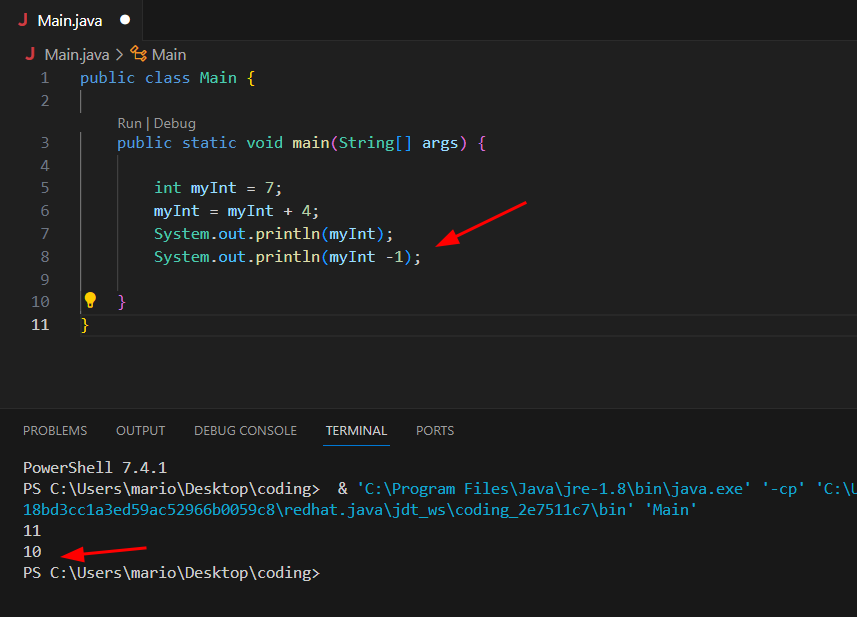 J Main.java ●
J Main.java > Main
1 public class Main {
2
Run | Debug
3 public static void main(String[] args) {
4
5 int myInt = 7;
6 myInt = myInt + 4;
7 System.out.println(myInt);
8 System.out.println(myInt -1);
9
10 }
11 }
PROBLEMS OUTPUT DEBUG CONSOLE TERMINAL PORTS
PowerShell 7.4.1
PS C:\Users\mario\Desktop\coding>  & 'C:\Program Files\Java\jre-1.8\bin\java.exe' '-cp' 'C:\U
18bd3cc1a3ed59ac52966b0059c8\redhat.java\jdt_ws\coding_2e7511c7\bin' 'Main'
11
10
PS C:\Users\mario\Desktop\coding>